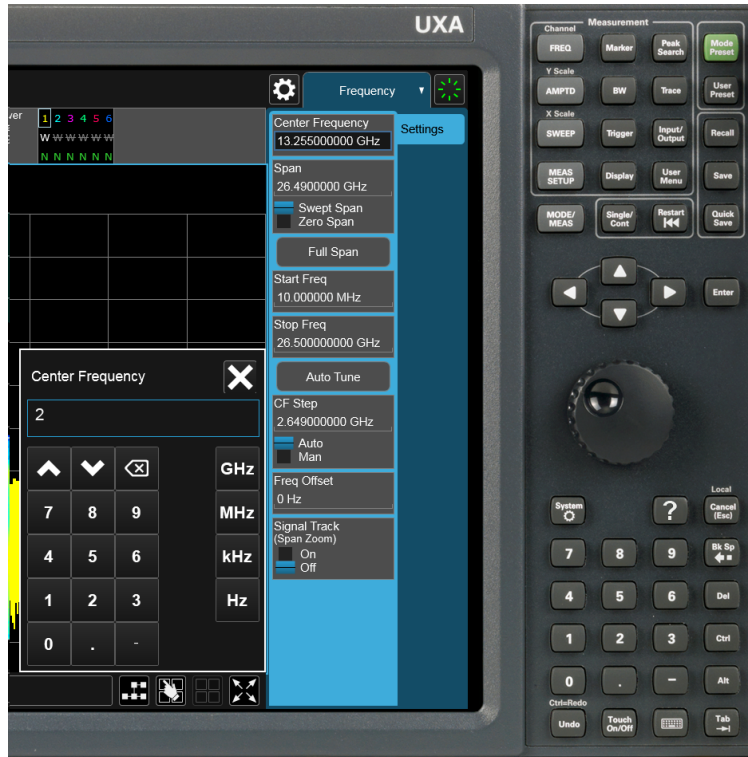 UXA
Frequency
1 2 3 4 5 6
W W W W W W
N N N N N N
Center Frequency
13.255000000 GHz
Settings
Span
26.4900000 GHz
Swept Span
Zero Span
Full Span
Start Freq
10.000000 MHz
Stop Freq
26.500000000 GHz
Auto Tune
CF Step
2.649000000 GHz
Auto
Man
Freq Offset
0 Hz
Signal Track
(Span Zoom)
On
Off
Center Frequency
2
GHz
7 8 9 MHz
4 5 6 kHz
1 2 3 Hz
0 . -
Measurement
Channel
FREQ
Marker
Peak
Search
Mode
Preset
Y Scale
AMPTD
BW
Trace
User
Preset
X Scale
SWEEP
Trigger
Input/
Output
Recall
MEAS
SETUP
Display
User
Menu
Save
MODE/
MEAS
Single/
Cont
Restart
Quick
Save
Enter
System
?
Local
Cancel
(Esc)
7 8 9
Bk Sp
4 5 6 Del
1 2 3 Ctrl
0 . – Alt
Ctrl=Redo
Undo
Touch
On/Off
Tab